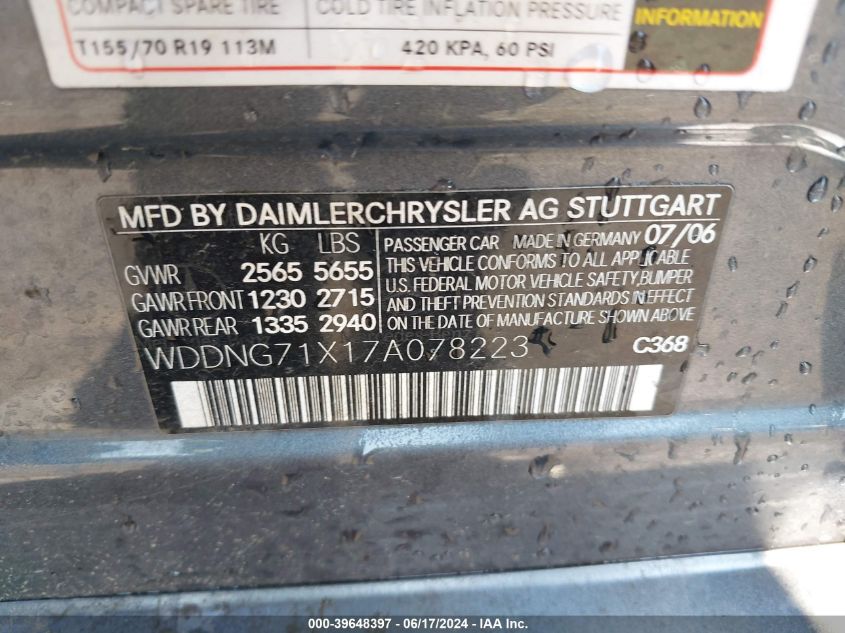 COMPACT SPARE TIRE COLD TIRE INFLATION PRESSURE
T155/70 R19 113M 420 KPA, 60 PSI
INFORMATION
MFD BY DAIMLERCHRYSLER AG STUTTGART
KG LBS
GVWR 2565 5655
GAWR FRONT 1230 2715
GAWR REAR 1335 2940
PASSENGER CAR MADE IN GERMANY 07/06
THIS VEHICLE CONFORMS TO ALL APPLICABLE
U.S. FEDERAL MOTOR VEHICLE SAFETY, BUMPER
AND THEFT PREVENTION STANDARDS IN EFFECT
ON THE DATE OF MANUFACTURE SHOWN ABOVE
WDDNG71X17A078223 C368
000-39648397 - 06/17/2024 - IAAI.COM